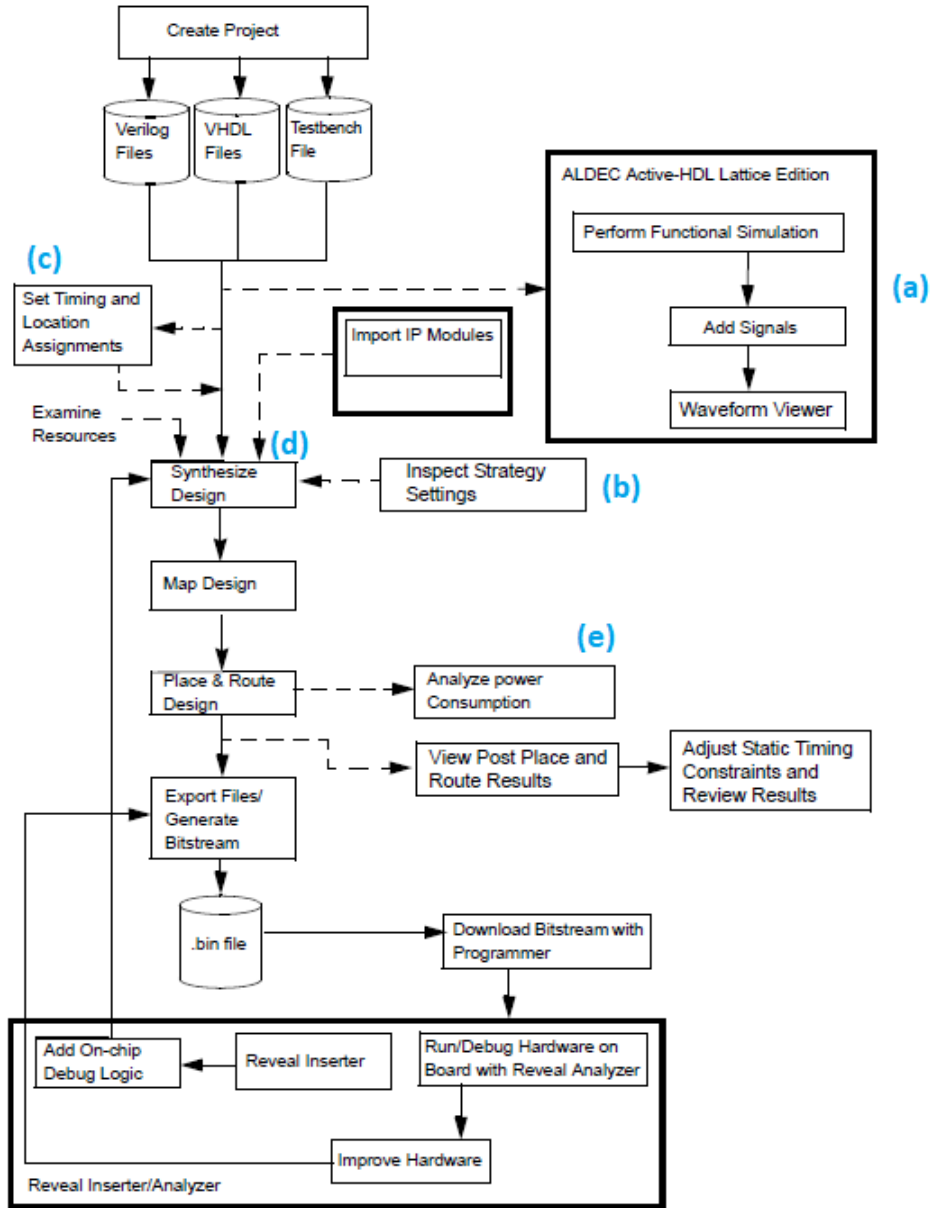 Create Project
Verilog
Files
VHDL
Files
Testbench
File
ALDEC Active-HDL Lattice Edition
Perform Functional Simulation
(a)
Add Signals
Waveform Viewer
(c)
Set Timing and
Location
Assignments
Import IP Modules
Examine
Resources
(d)
Synthesize
Design
Inspect Strategy
Settings
(b)
Map Design
(e)
Place & Route
Design
Analyze power
Consumption
View Post Place and
Route Results
Adjust Static Timing
Constraints and
Review Results
Export Files/
Generate
Bitstream
.bin file
Download Bitstream with
Programmer
Add On-chip
Debug Logic
Reveal Inserter
Run/Debug Hardware on
Board with Reveal Analyzer
Improve Hardware
Reveal Inserter/Analyzer